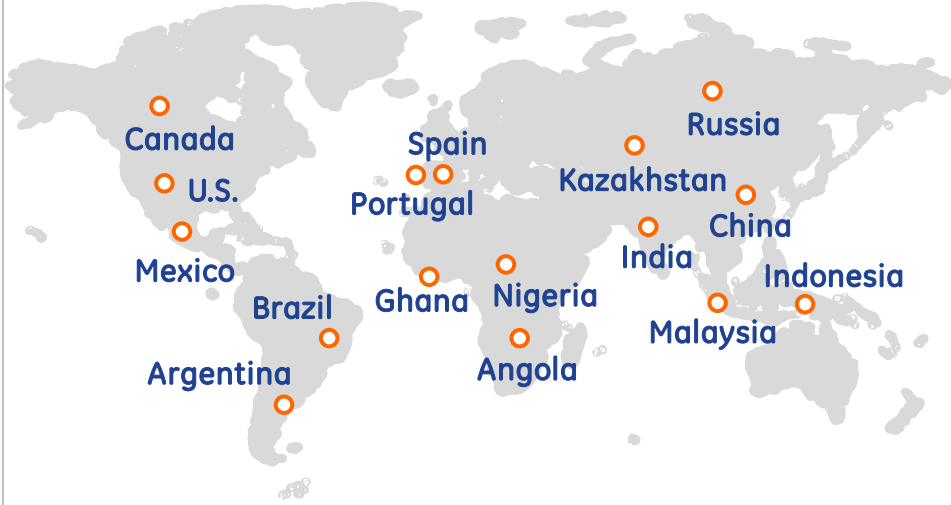 Russia
Canada
Spain
Kazakhstan
U.S.
Portugal
China
India
Mexico
Indonesia
Nigeria
Ghana
Brazil
Malaysia
Angola
Argentina